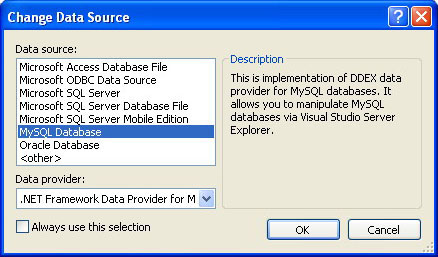 Change Data Source
Data source:
Microsoft Access Database File
Microsoft ODBC Data Source
Microsoft SQL Server
Microsoft SQL Server Database File
Microsoft SQL Server Mobile Edition
MySQL Database
Oracle Database
<other>
Description
This is implementation of DDEX data
provider for MySQL databases. It
allows you to manipulate MySQL
databases via Visual Studio Server
Explorer.
Data provider:
.NET Framework Data Provider for M
Always use this selection
OK
Cancel